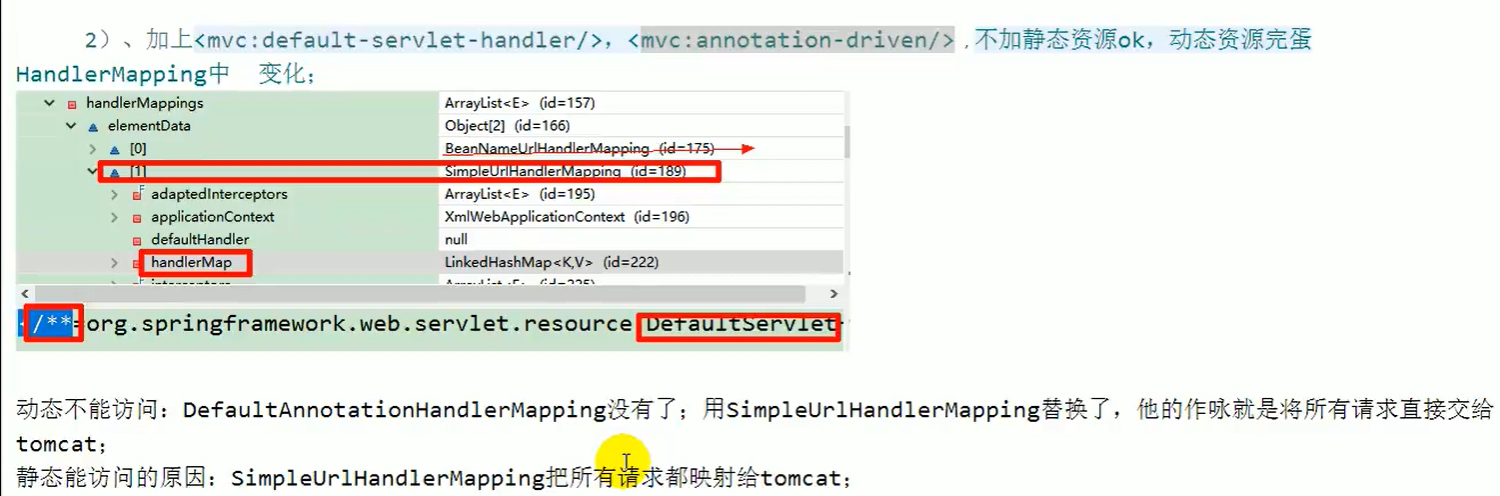 2）、加上<mvc:default-servlet-handler/>，<mvc:annotation-driven/>,不加静态资源ok，动态资源完蛋
HandlerMapping中 变化；
handlerMappings ArrayList<E> (id=157)
elementData Object[2] (id=166)
[0] BeanNameUrlHandlerMapping (id=175)
[1] SimpleUrlHandlerMapping (id=189)
adaptedInterceptors ArrayList<E> (id=195)
applicationContext XmlWebApplicationContext (id=196)
defaultHandler null
handlerMap LinkedHashMap<K,V> (id=222)
/**=org.springframework.web.servlet.resource.DefaultServlet
动态不能访问：DefaultAnnotationHandlerMapping没有了；用SimpleUrlHandlerMapping替换了，他的作咏就是将所有请求直接交给
tomcat；
静态能访问的原因：SimpleUrlHandlerMapping把所有请求都映射给tomcat；